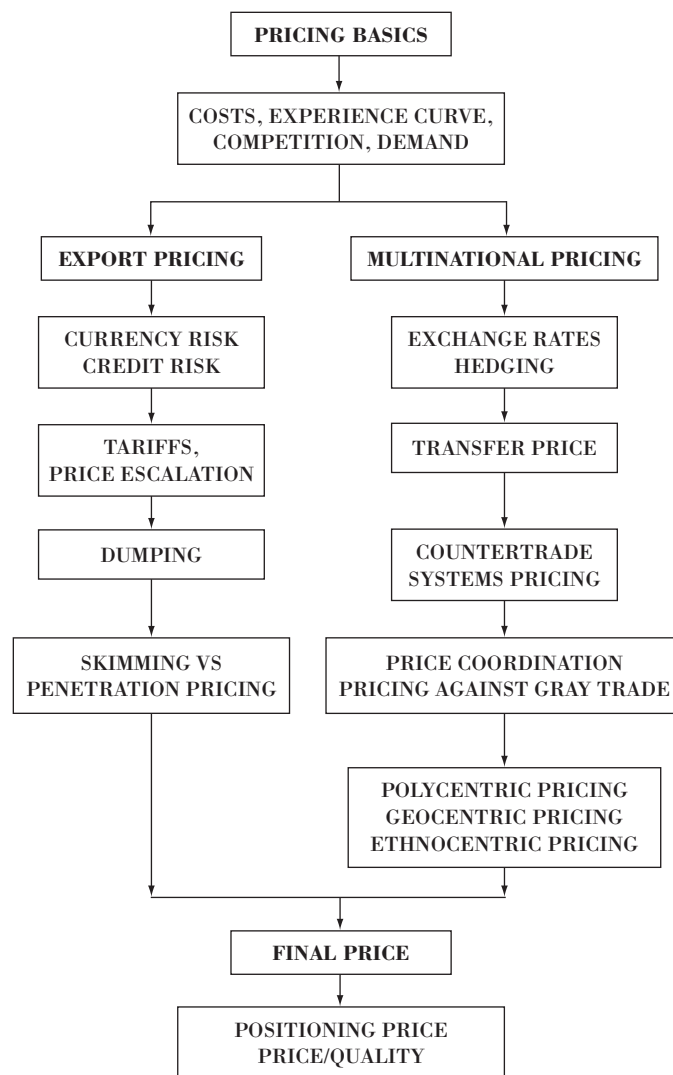 PRICING BASICS
COSTS, EXPERIENCE CURVE,
COMPETITION, DEMAND
EXPORT PRICING
MULTINATIONAL PRICING
CURRENCY RISK
CREDIT RISK
EXCHANGE RATES
HEDGING
TARIFFS,
PRICE ESCALATION
TRANSFER PRICE
DUMPING
COUNTERTRADE
SYSTEMS PRICING
SKIMMING VS
PENETRATION PRICING
PRICE COORDINATION
PRICING AGAINST GRAY TRADE
POLYCENTRIC PRICING
GEOCENTRIC PRICING
ETHNOCENTRIC PRICING
FINAL PRICE
POSITIONING PRICE
PRICE/QUALITY